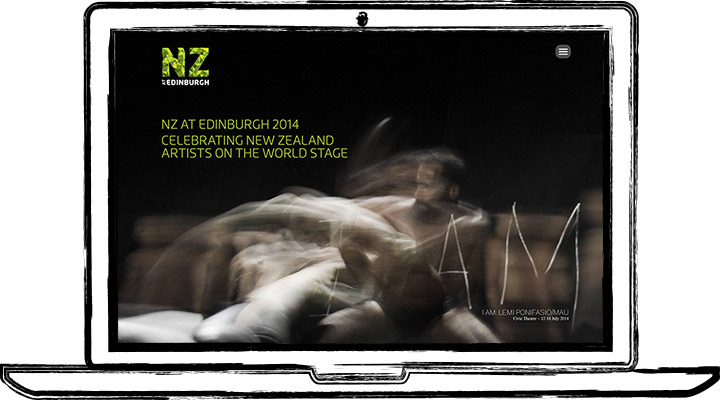 NZ
AT EDINBURGH
NZ AT EDINBURGH 2014
CELEBRATING NEW ZEALAND
ARTISTS ON THE WORLD STAGE
I AM
I AM: LEMI PONIFASIO/MAU
Civic Theatre - 12-18 July 2014